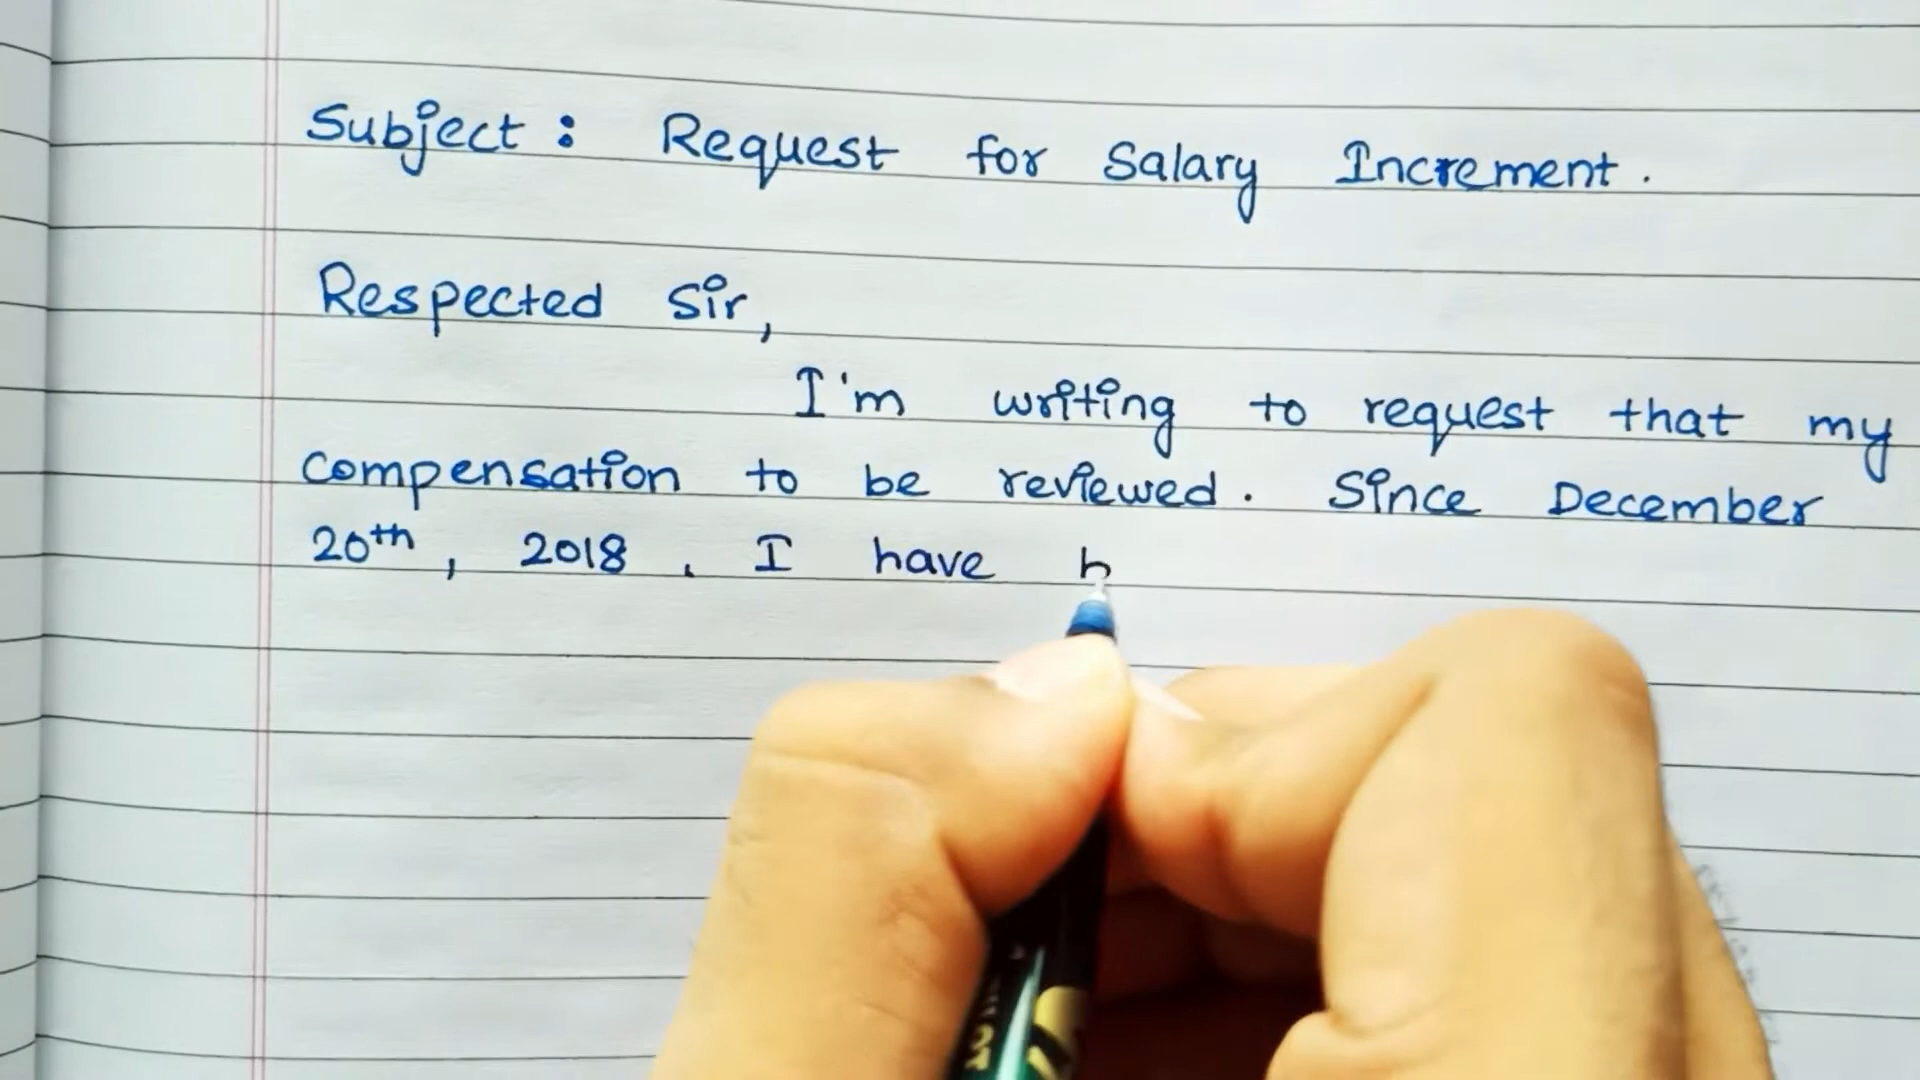 Subject : Request for Salary Increment .
Respected Sir,
I'm writing to request that my
compensation to be reviewed . Since December
20th , 2018 , I have